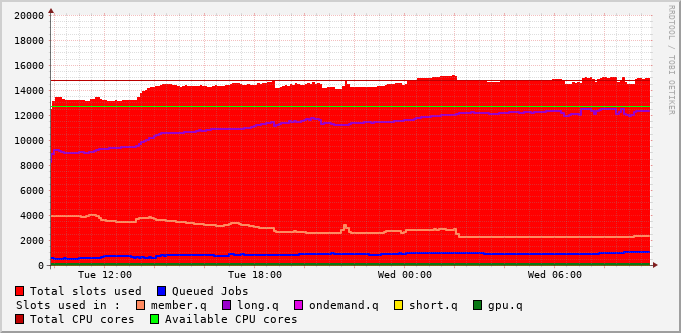 20000
18000
16000
14000
12000
10000
8000
6000
4000
2000
0
Tue 12:00 Tue 18:00 Wed 00:00 Wed 06:00
Total slots used Queued Jobs
Slots used in : member.q long.q ondemand.q short.q gpu.q
Total CPU cores Available CPU cores
RRDTOOL / TOBI OETIKER